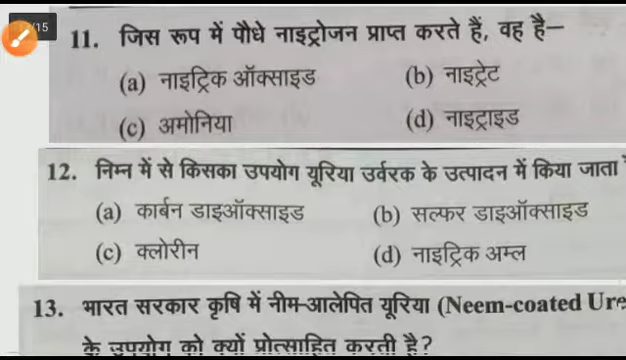 /15
11. जिस रूप में पौधे नाइट्रोजन प्राप्त करते हैं, वह है–
(a) नाइट्रिक ऑक्साइड (b) नाइट्रेट
(c) अमोनिया (d) नाइट्राइड
12. निम्न में से किसका उपयोग यूरिया उर्वरक के उत्पादन में किया जाता
(a) कार्बन डाइऑक्साइड (b) सल्फर डाइऑक्साइड
(c) क्लोरीन (d) नाइट्रिक अम्ल
13. भारत सरकार कृषि में नीम-आलेपित यूरिया (Neem-coated Ure
के उपयोग को क्यों प्रोत्साहित करती है?